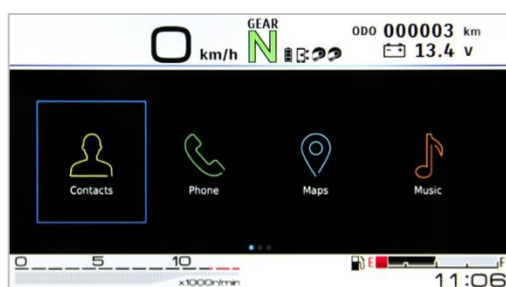 GEAR
0 km/h N
ODO 000003 km
13.4 V
Contacts
Phone
Maps
Music
0 5 10
x1000r/min
E F
11:06